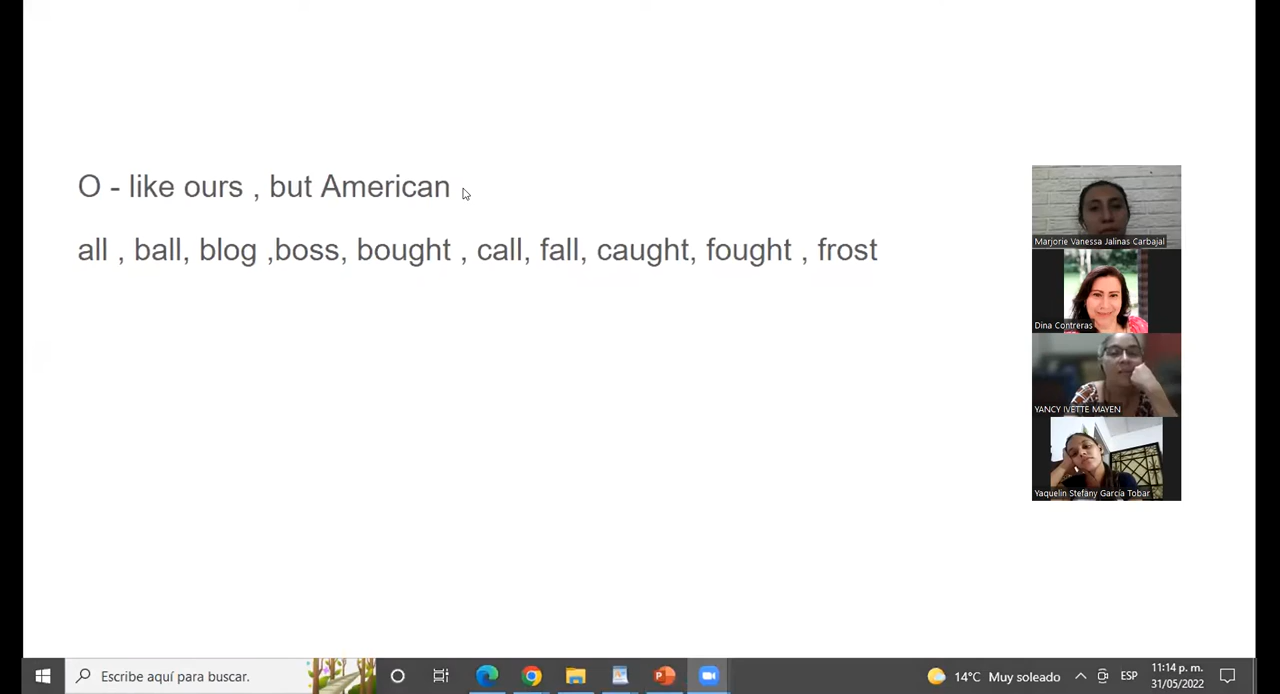 O - like ours , but American
all , ball, blog ,boss, bought , call, fall, caught, fought , frost
Marjorie Vanessa Jalinas Carbajal
Dina Contreras
YANCY IVETTE MAYEN
Yaquelin Stefany García Tobar
Escribe aquí para buscar.
14°C Muy soleado
ESP
11:14 p. m.
31/05/2022